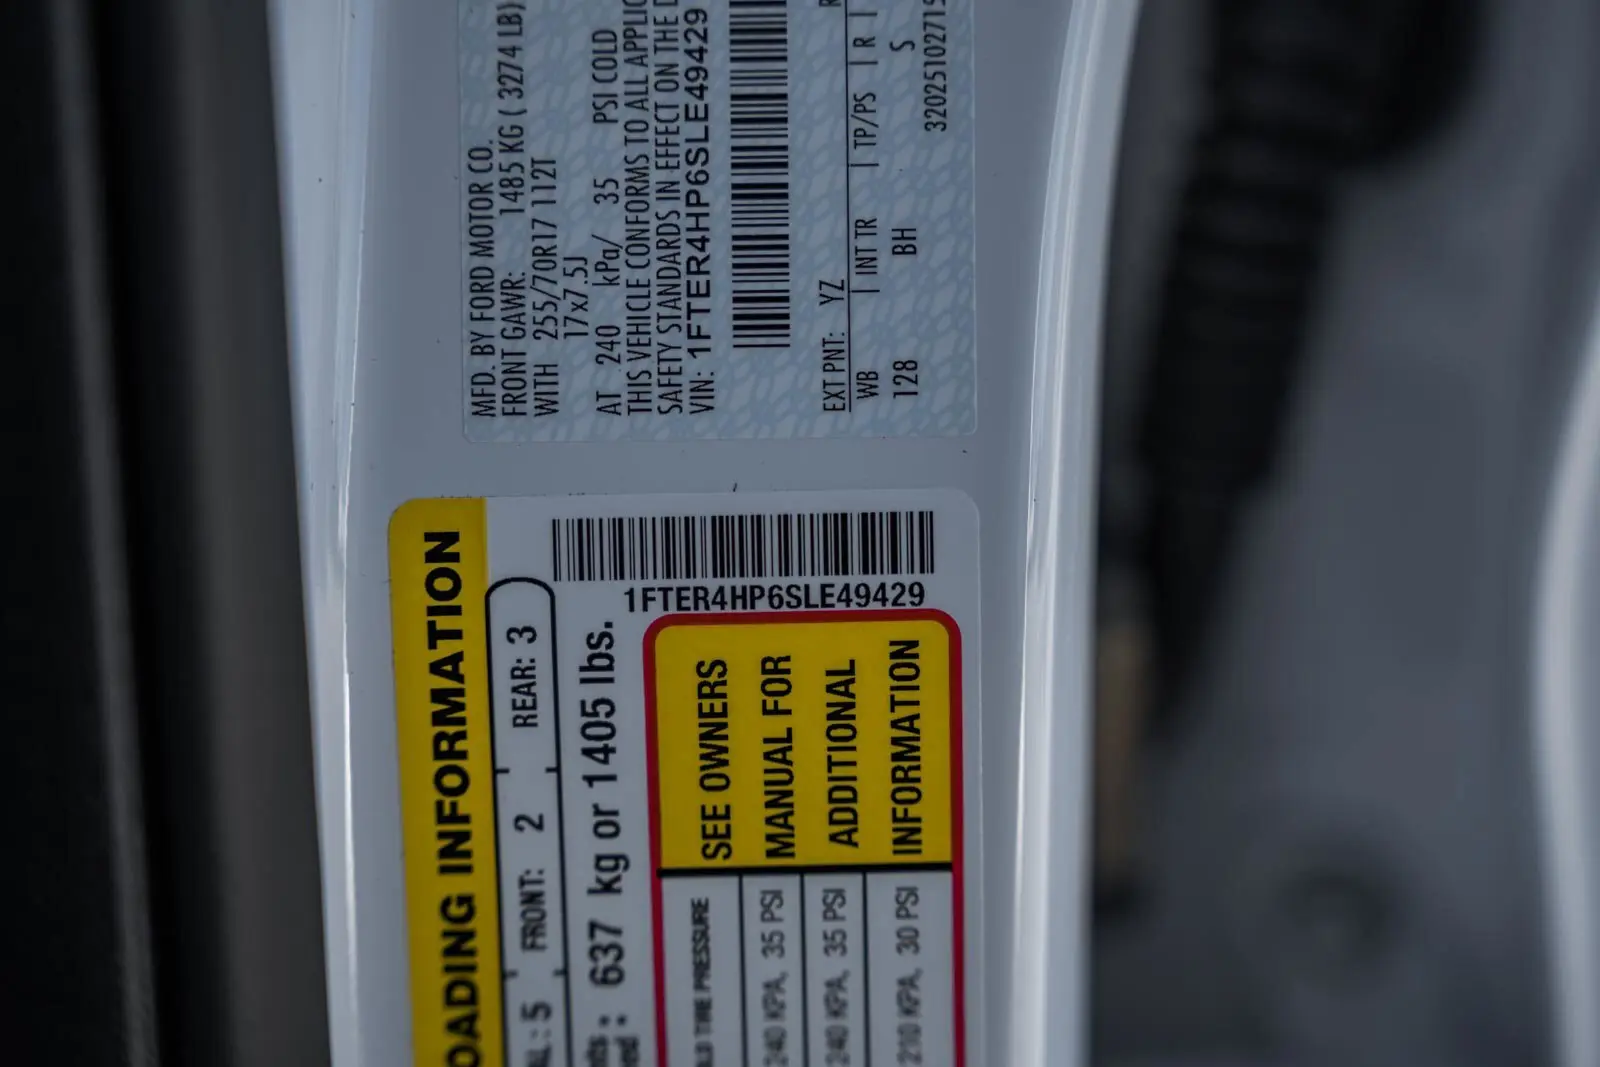 MFD. BY FORD MOTOR CO.
FRONT GAWR: 1485 KG ( 3274 LB)
WITH 255/70R17 112T
17x7.5J
AT 240 kPa/ 35 PSI COLD
THIS VEHICLE CONFORMS TO ALL
SAFETY STANDARDS IN EFFECT ON THE
VIN: 1FTER4HP6SLE49429
EXT PNT: YZ
WB | INT TR | TP/PS | R |
128 BH S
OADING INFORMATION
FRONT: 2 REAR: 3
637 kg or 1405 lbs.
1FTER4HP6SLE49429
SEE OWNERS
MANUAL FOR
ADDITIONAL
INFORMATION
TIRE PRESSURE
240 KPA, 35 PSI
240 KPA, 35 PSI
210 KPA, 30 PSI